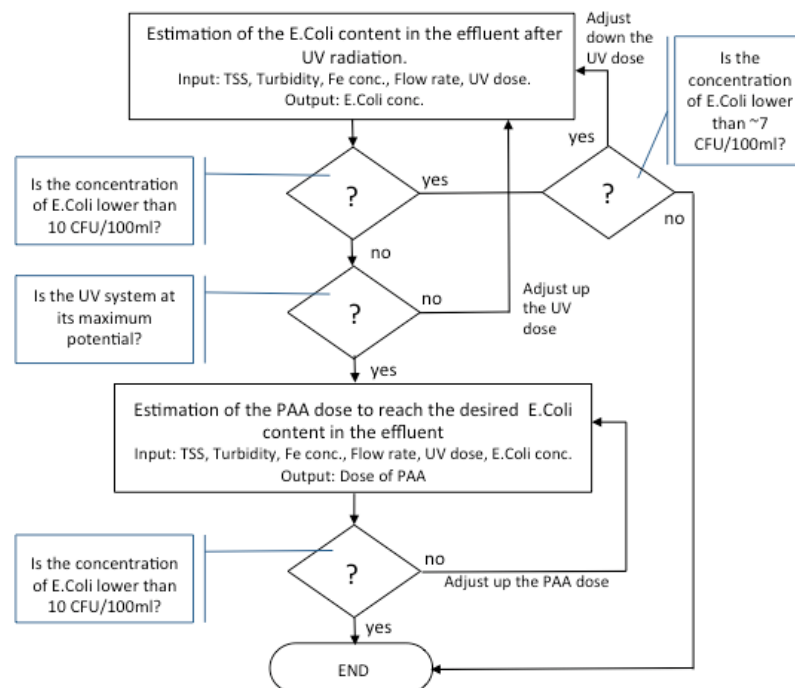 Estimation of the E.Coli content in the effluent after
UV radiation.
Input: TSS, Turbidity, Fe conc., Flow rate, UV dose.
Output: E.Coli conc.
Adjust
down the
UV dose
Is the
concentration
of E.Coli lower
than ~7
CFU/100ml?
yes
Is the concentration
of E.Coli lower than
10 CFU/100ml?
?
yes
?
no
no
Is the UV system at
its maximum
potential?
?
no
Adjust up
the UV
dose
yes
Estimation of the PAA dose to reach the desired E.Coli
content in the effluent
Input: TSS, Turbidity, Fe conc., Flow rate, UV dose, E.Coli conc.
Output: Dose of PAA
Is the concentration
of E.Coli lower than
10 CFU/100ml?
?
no
Adjust up the PAA dose
yes
END